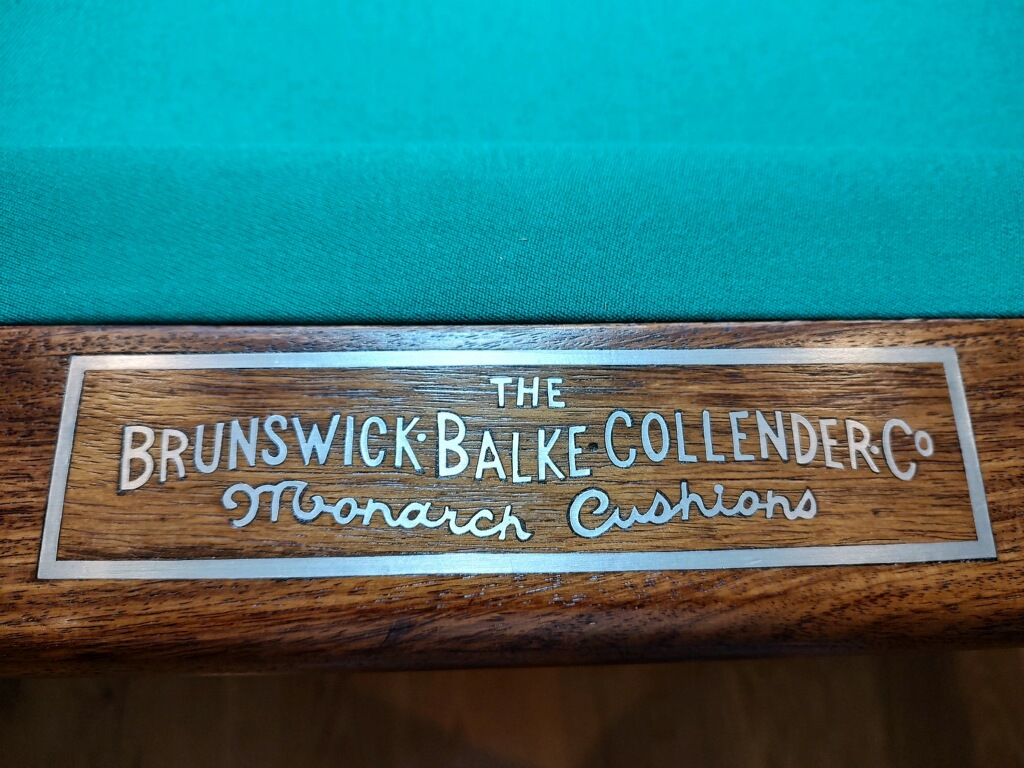 THE
BRUNSWICK·BALKE COLLENDER·Co
Monarch Cushions